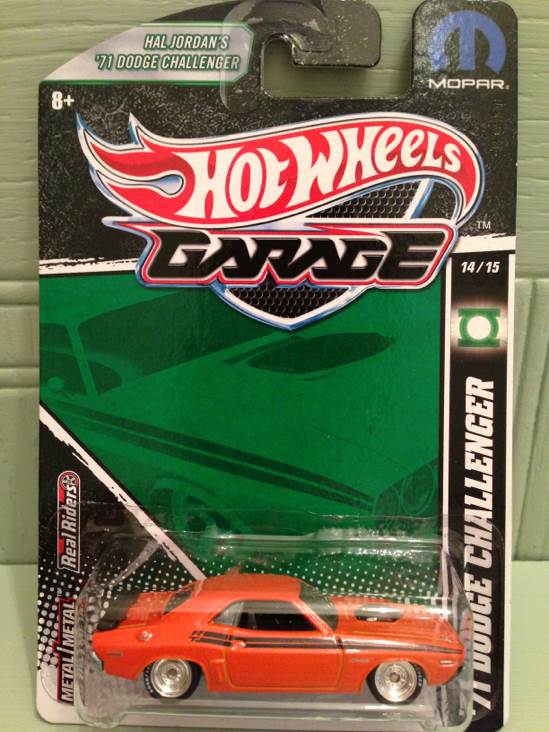 HAL JORDAN'S
'71 DODGE CHALLENGER
MOPAR
8+
HOT WHEELS
TM
GARAGE
14/15
'71 DODGE CHALLENGER
Real Riders
METAL/METAL